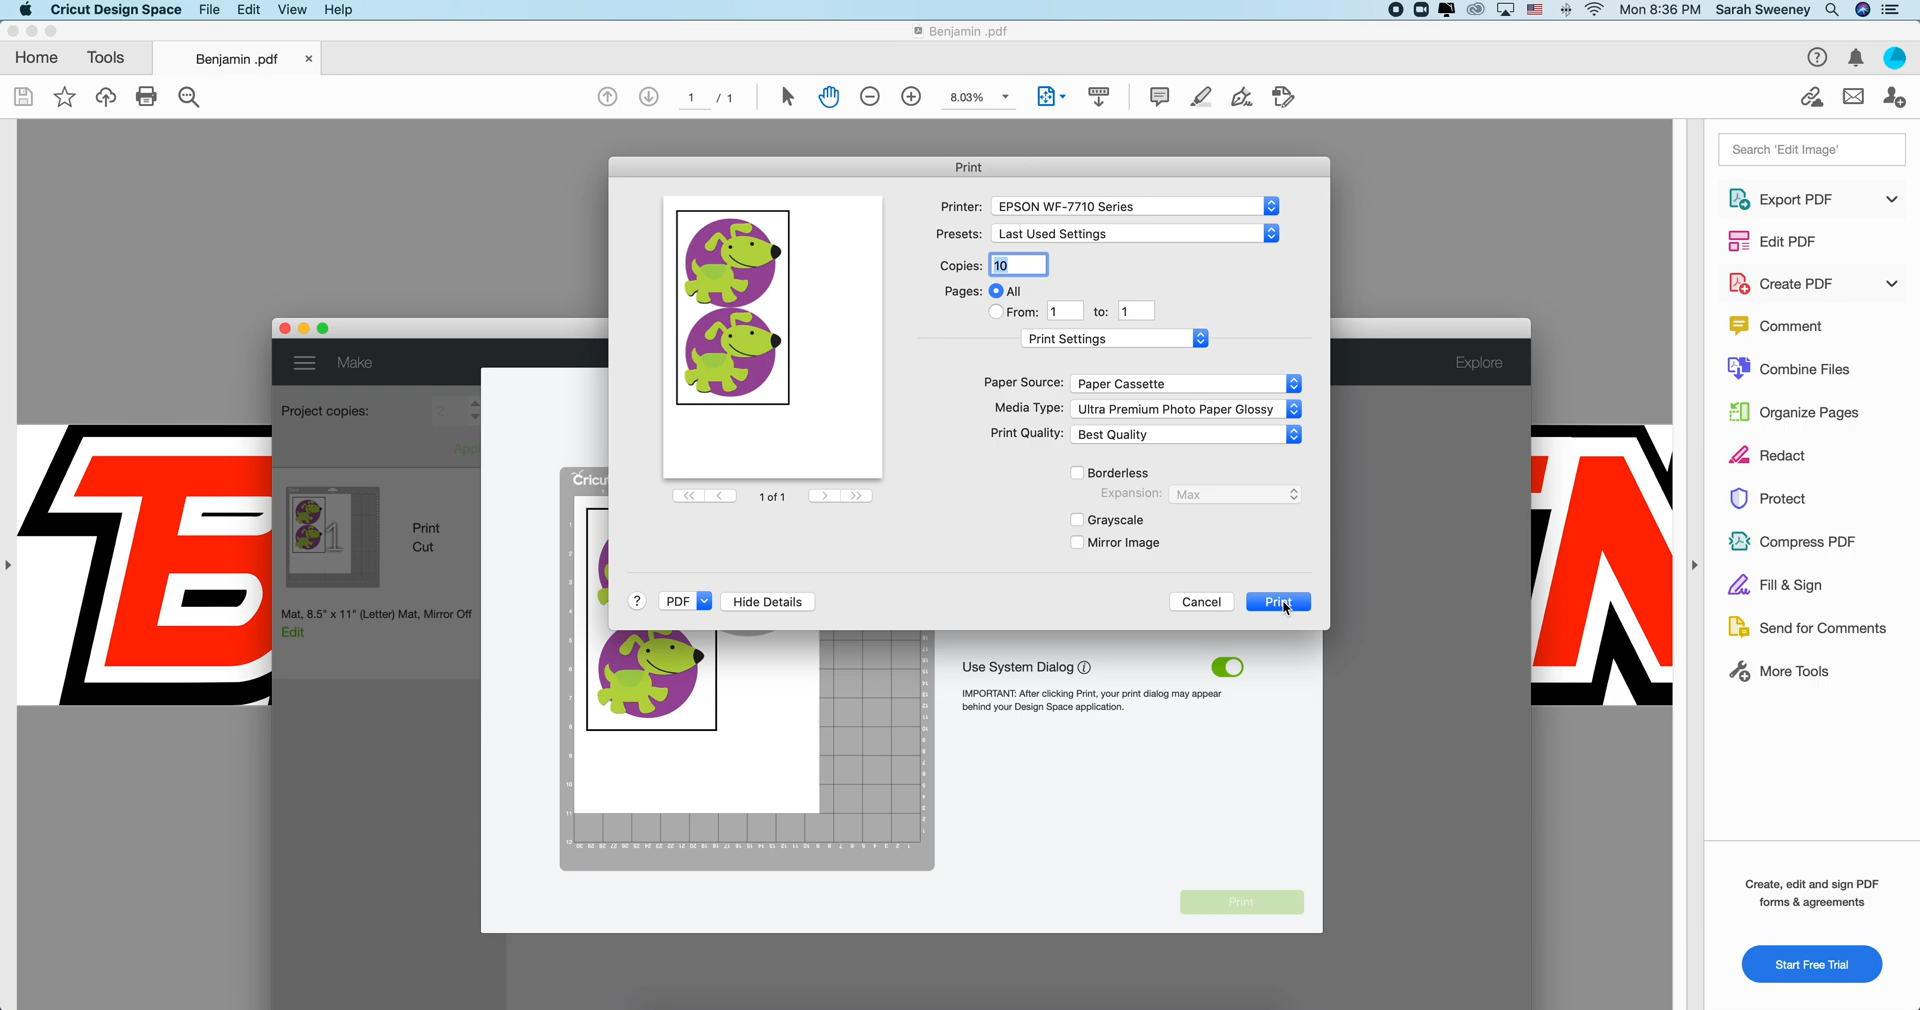 Cricut Design Space File Edit View Help Mon 8:36 PM Sarah Sweeney
Benjamin .pdf
Home Tools Benjamin .pdf ×
1 / 1 8.03%
Search 'Edit Image'
Export PDF
Edit PDF
Create PDF
Comment
Combine Files
Organize Pages
Redact
Protect
Compress PDF
Fill & Sign
Send for Comments
More Tools
Create, edit and sign PDF
forms & agreements
Start Free Trial
Print
Printer: EPSON WF-7710 Series
Presets: Last Used Settings
Copies: 10
Pages: All
From: 1 to: 1
Print Settings
Paper Source: Paper Cassette
Media Type: Ultra Premium Photo Paper Glossy
Print Quality: Best Quality
Borderless
Expansion: Max
Grayscale
Mirror Image
1 of 1
? PDF Hide Details Cancel Print
Make Explore
Project copies: 2
Print
Cut
Mat, 8.5" x 11" (Letter) Mat, Mirror Off
Edit
Use System Dialog
IMPORTANT: After clicking Print, your print dialog may appear
behind your Design Space application.
Print
B N